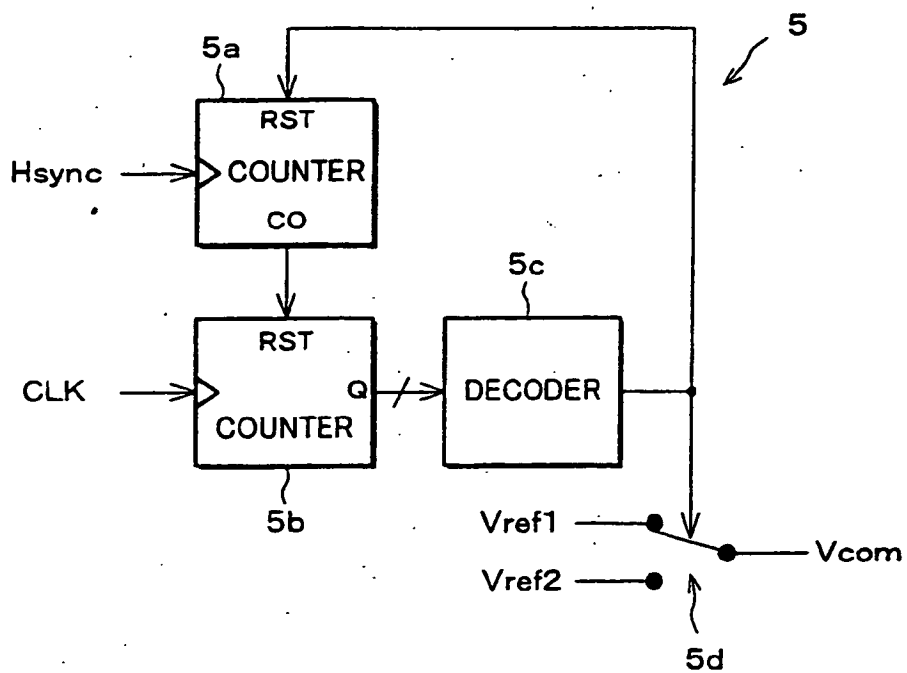 5
5a
RST
Hsync
COUNTER
CO
5c
RST
CLK
Q
DECODER
COUNTER
5b
Vref1
Vcom
Vref2
5d